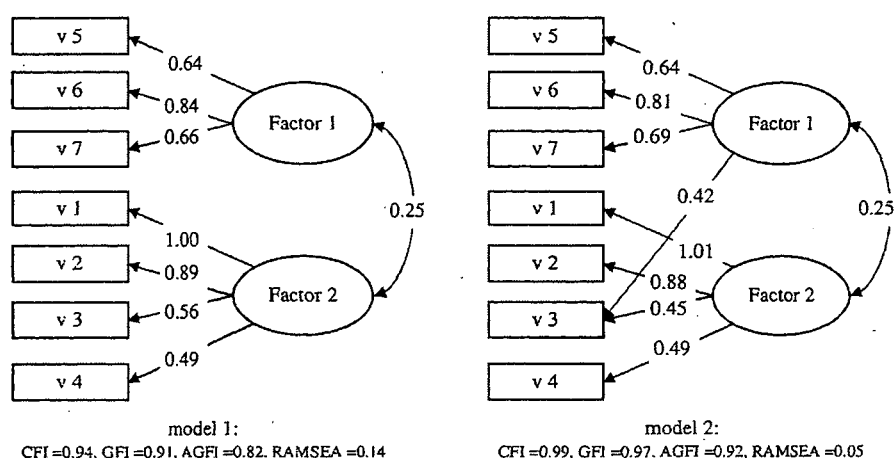 v 5
0.64
v 6
0.84
Factor 1
v 7
0.66
v 1
0.25
1.00
v 2
0.89
Factor 2
v 3
0.56
0.49
v 4
model 1:
CFI =0.94, GFI =0.91, AGFI =0.82, RAMSEA =0.14
v 5
0.64
v 6
0.81
Factor 1
v 7
0.69
0.42
v 1
0.25
1.01
v 2
0.88
Factor 2
v 3
0.45
0.49
v 4
model 2:
CFI =0.99, GFI =0.97, AGFI =0.92, RAMSEA =0.05